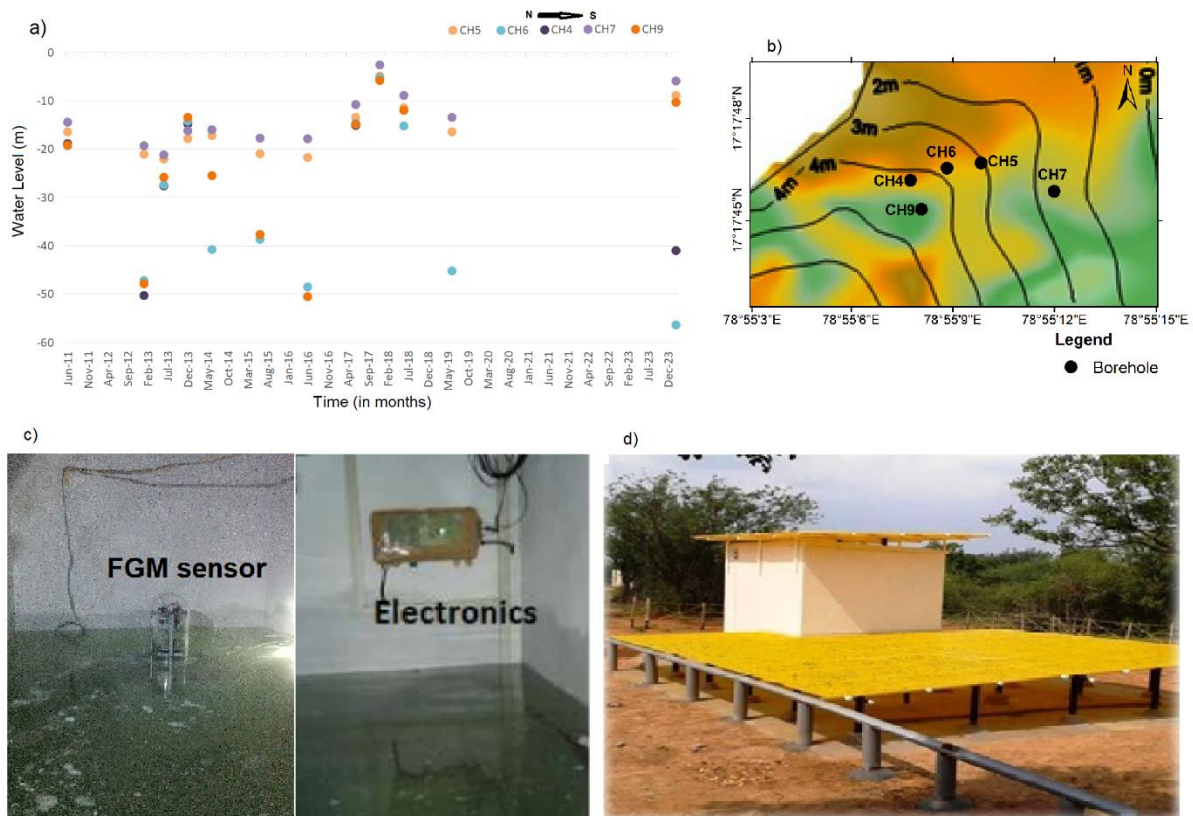 a)
N S
CH5 CH6 CH4 CH7 CH9
0
-10
-20
-30
-40
-50
-60
Water Level (m)
Jun-11 Nov-11 Apr-12 Sep-12 Feb-13 Jul-13 Dec-13 May-14 Oct-14 Mar-15 Aug-15 Jan-16 Jun-16 Nov-16 Apr-17 Sep-17 Feb-18 Jul-18 Dec-18 May-19 Oct-19 Mar-20 Aug-20 Jan-21 Jun-21 Nov-21 Apr-22 Sep-22 Feb-23 Jul-23 Dec-23
Time (in months)
b)
N
17°17'48"N
17°17'45"N
2m
3m
4m
4m
0m
CH6
CH5
CH4
CH7
CH9
78°55'3"E 78°55'6"E 78°55'9"E 78°55'12"E 78°55'15"E
Legend
Borehole
c)
FGM sensor
Electronics
d)